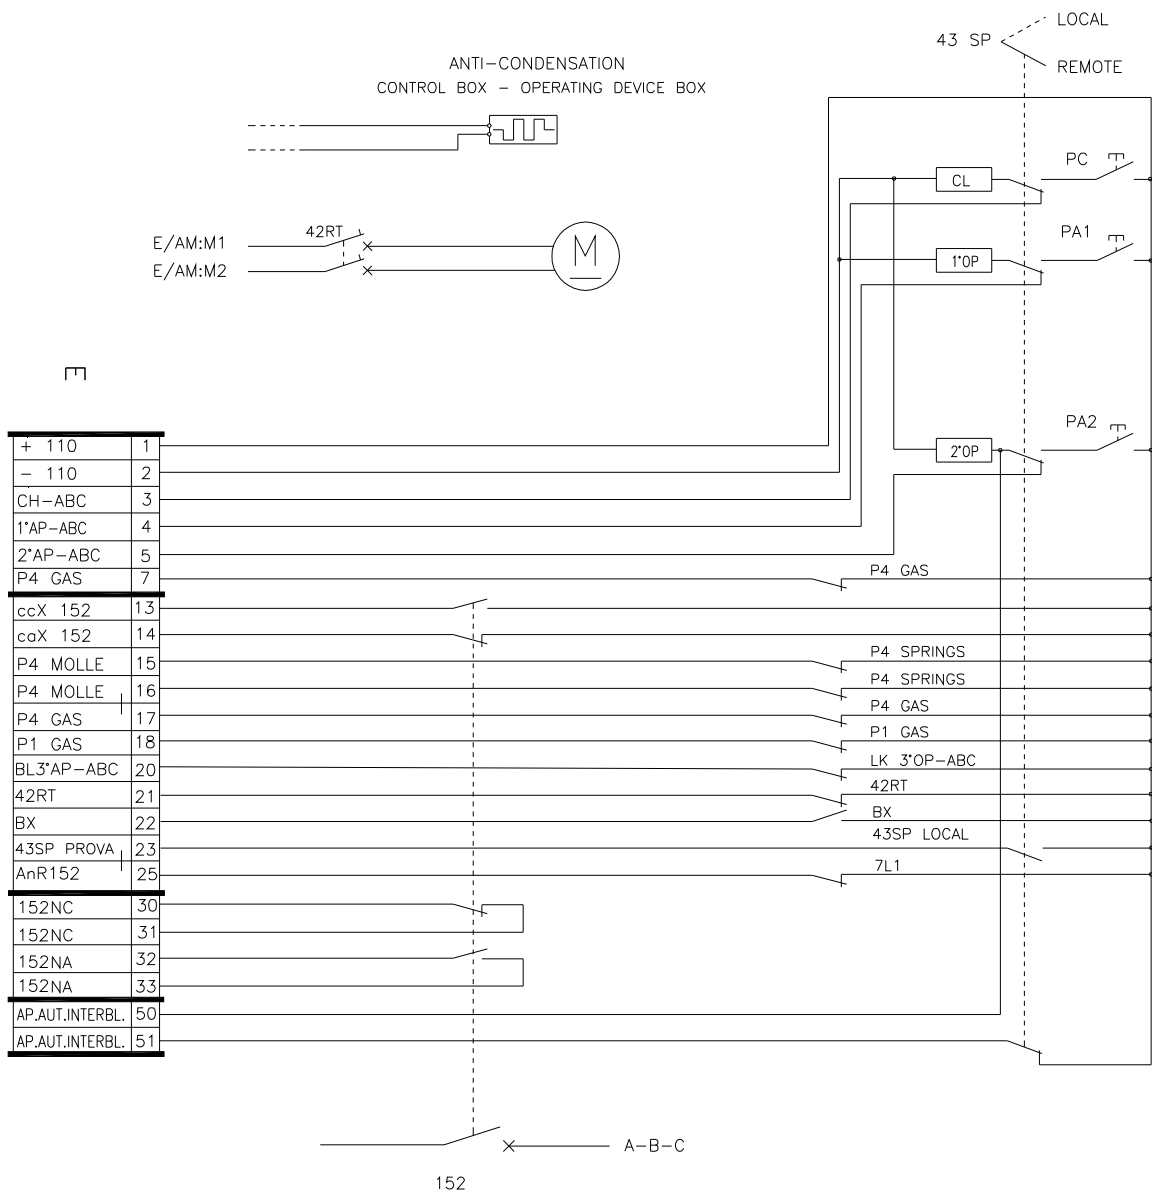 LOCAL
43 SP
REMOTE
ANTI-CONDENSATION
CONTROL BOX - OPERATING DEVICE BOX
PC
CL
42RT
E/AM:M1
M
PA1
E/AM:M2
1°OP
E
PA2
2°OP
+ 110 1
- 110 2
CH-ABC 3
1°AP-ABC 4
2°AP-ABC 5
P4 GAS 7 P4 GAS
ccX 152 13
caX 152 14
P4 MOLLE 15 P4 SPRINGS
P4 MOLLE 16 P4 SPRINGS
P4 GAS 17 P4 GAS
P1 GAS 18 P1 GAS
BL3°AP-ABC 20 LK 3°OP-ABC
42RT 21 42RT
BX 22 BX
43SP PROVA 23 43SP LOCAL
AnR152 25 7L1
152NC 30
152NC 31
152NA 32
152NA 33
AP.AUT.INTERBL. 50
AP.AUT.INTERBL. 51
A-B-C
152